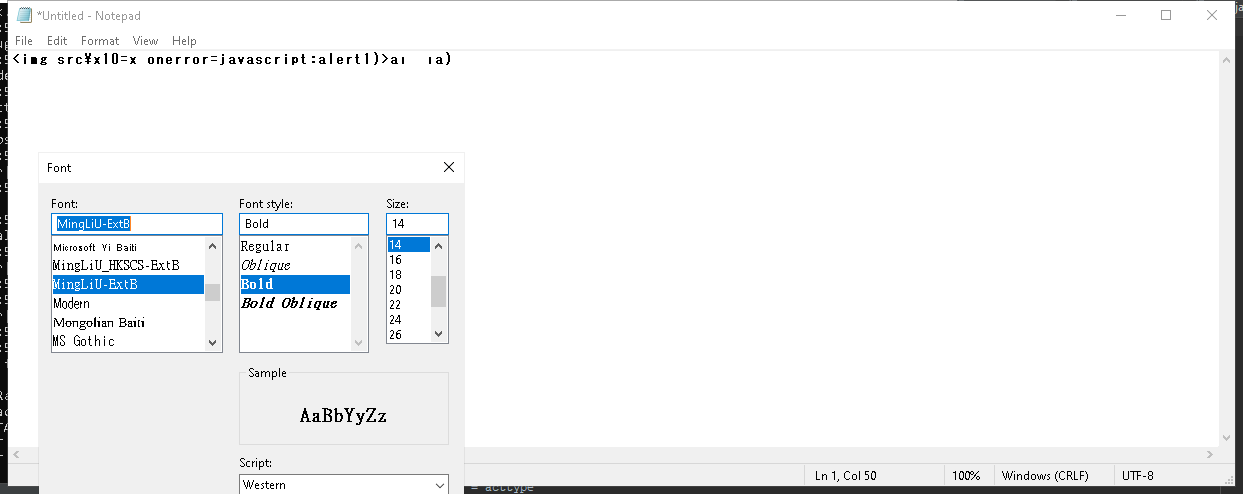 *Untitled - Notepad
File Edit Format View Help
<img src¥x10=x onerror=javascript:alert1)>
Font
Font: Font style: Size:
MingLiU-ExtB Bold 14
Microsoft Yi Baiti Regular 14
MingLiU_HKSCS-ExtB Oblique 16
MingLiU-ExtB Bold 18
Modern Bold Oblique 20
Mongolian Baiti 22
MS Gothic 24
26
Sample
AaBbYyZz
Script:
Western
Ln 1, Col 50 100% Windows (CRLF) UTF-8
= acctype